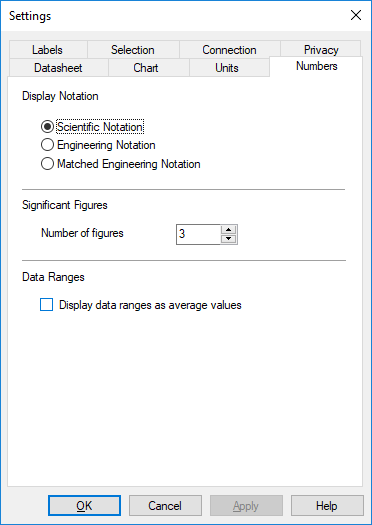 Settings
Labels Selection Connection Privacy
Datasheet Chart Units Numbers
Display Notation
Scientific Notation
Engineering Notation
Matched Engineering Notation
Significant Figures
Number of figures 3
Data Ranges
Display data ranges as average values
OK Cancel Apply Help